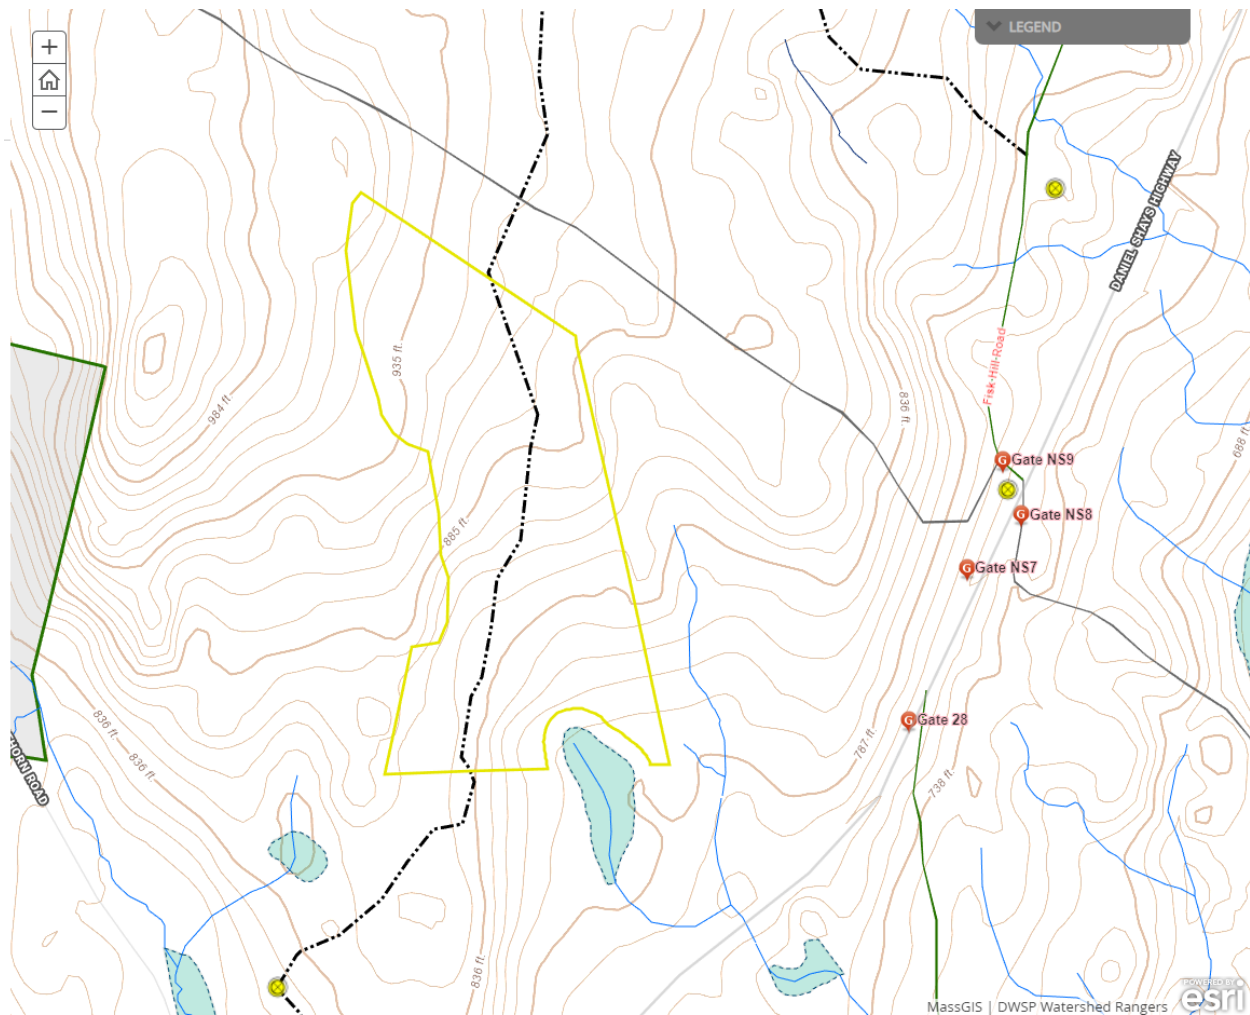 +
−
LEGEND
DANIEL SHAYS HIGHWAY
Fisk-Hill-Road
935 ft.
984 ft
836 ft.
688 ft
G Gate NS9
G Gate NS8
885 ft.
G Gate NS7
836 ft.
G Gate 28
787 ft.
836 ft
HORN ROAD
738 ft.
836 ft.
POWERED BY
esri
MassGIS | DWSP Watershed Rangers